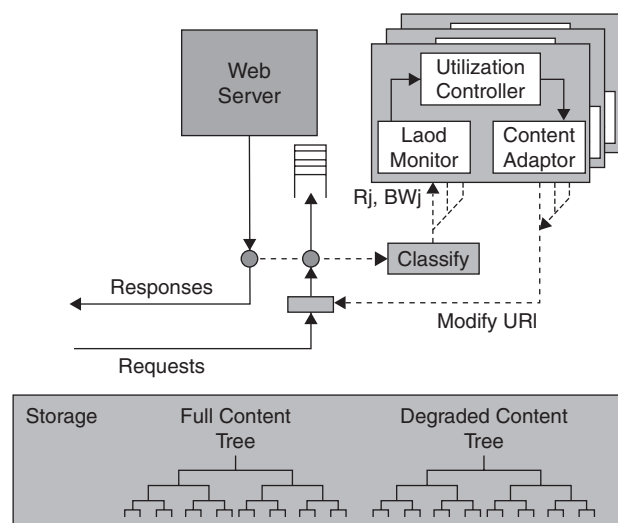 Web
Server
Utilization
Controller
Laod
Monitor
Content
Adaptor
Rj, BWj
Classify
Responses
Modify URl
Requests
Storage
Full Content
Tree
Degraded Content
Tree